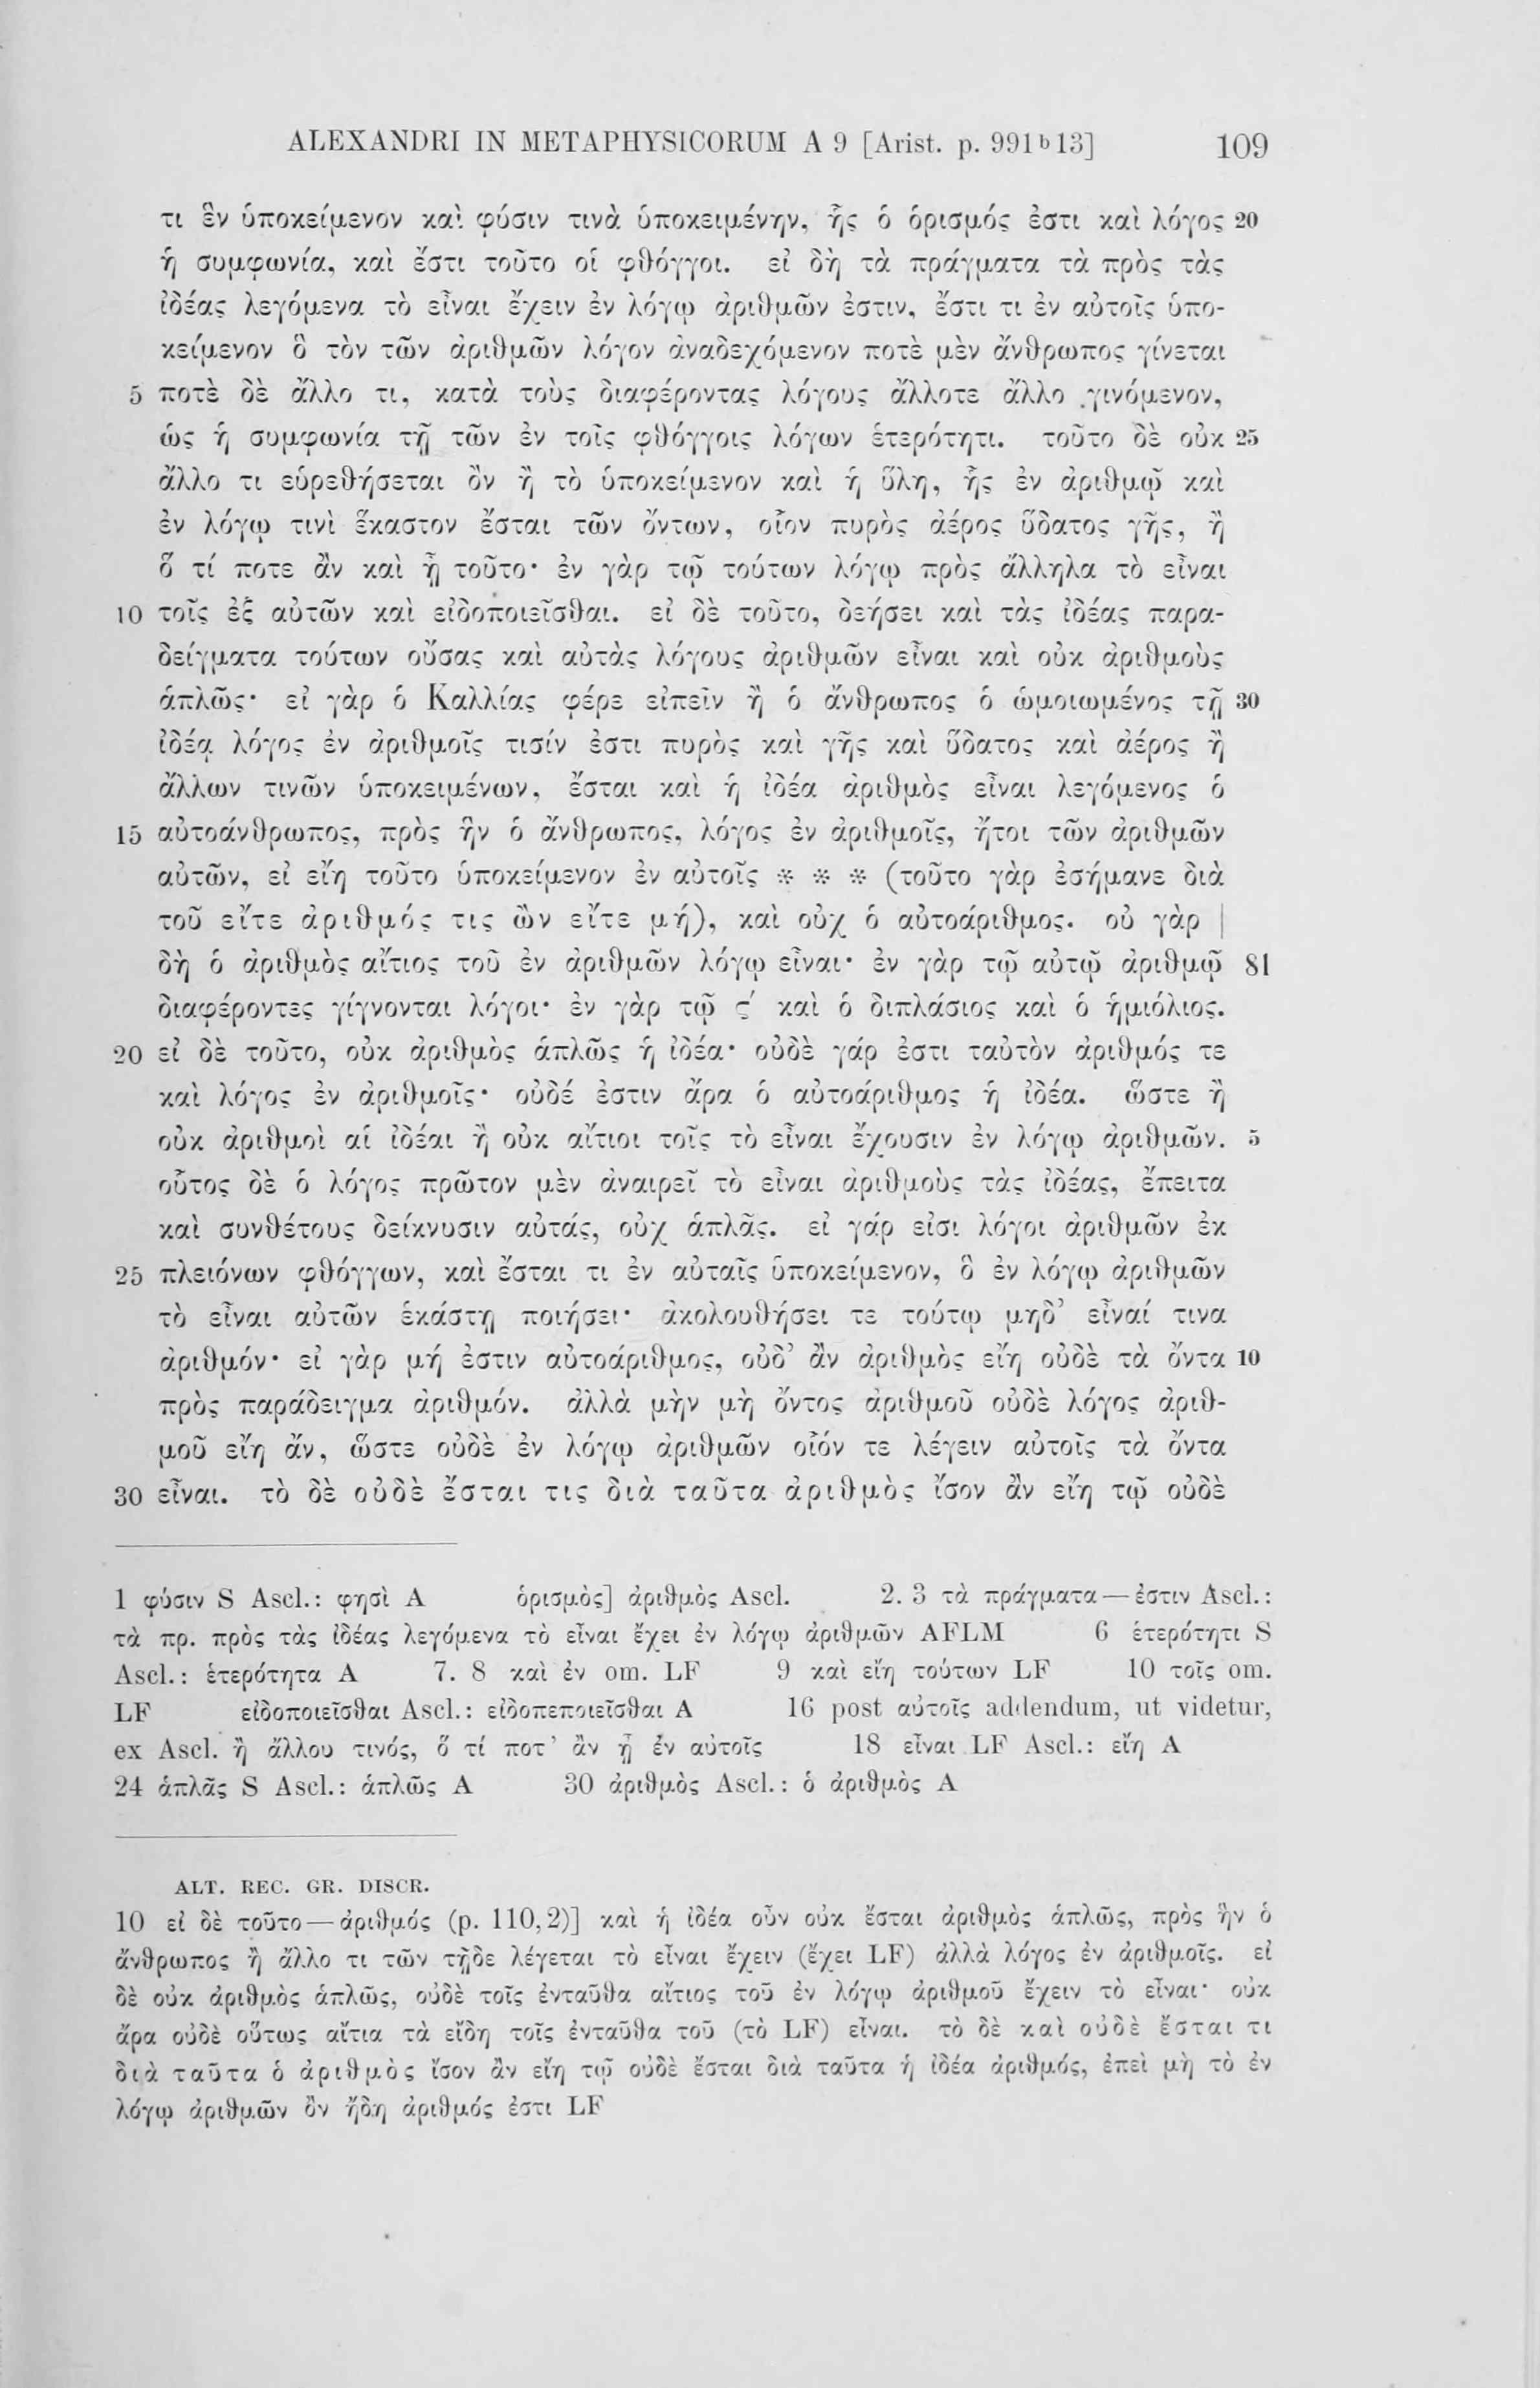 ALEXANDRI IN METAPHYSICORUM A 9 [Arist. p. 991ᵇ13] 109
τι ἓν ὑποκείμενον καὶ φύσιν τινὰ ὑποκειμένην, ἧς ὁ ὁρισμός ἐστι καὶ λόγος 20
ἡ συμφωνία, καὶ ἔστι τοῦτο οἱ φθόγγοι. εἰ δὴ τὰ πράγματα τὰ πρὸς τὰς
ἰδέας λεγόμενα τὸ εἶναι ἔχειν ἐν λόγῳ ἀριθμῶν ἐστιν, ἔστι τι ἐν αὐτοῖς ὑπο-
κείμενον ὃ τὸν τῶν ἀριθμῶν λόγον ἀναδεχόμενον ποτὲ μὲν ἄνθρωπος γίνεται
5 ποτὲ δὲ ἄλλο τι, κατὰ τοὺς διαφέροντας λόγους ἄλλοτε ἄλλο γινόμενον,
ὡς ἡ συμφωνία τῇ τῶν ἐν τοῖς φθόγγοις λόγων ἑτερότητι. τοῦτο δὲ οὐκ 25
ἄλλο τι εὑρεθήσεται ὂν ἢ τὸ ὑποκείμενον καὶ ἡ ὕλη, ἧς ἐν ἀριθμῷ καὶ
ἐν λόγῳ τινὶ ἕκαστον ἔσται τῶν ὄντων, οἷον πυρὸς ἀέρος ὕδατος γῆς, ἢ
ὅ τί ποτε ἂν καὶ ᾖ τοῦτο· ἐν γὰρ τῷ τούτων λόγῳ πρὸς ἄλληλα τὸ εἶναι
10 τοῖς ἐξ αὐτῶν καὶ εἰδοποιεῖσθαι. εἰ δὲ τοῦτο, δεήσει καὶ τὰς ἰδέας παρα-
δείγματα τούτων οὔσας καὶ αὐτὰς λόγους ἀριθμῶν εἶναι καὶ οὐκ ἀριθμοὺς
ἁπλῶς· εἰ γὰρ ὁ Καλλίας φέρε εἰπεῖν ἢ ὁ ἄνθρωπος ὁ ὡμοιωμένος τῇ 30
ἰδέᾳ λόγος ἐν ἀριθμοῖς τισίν ἐστι πυρὸς καὶ γῆς καὶ ὕδατος καὶ ἀέρος ἢ
ἄλλων τινῶν ὑποκειμένων, ἔσται καὶ ἡ ἰδέα ἀριθμὸς εἶναι λεγόμενος ὁ
15 αὐτοάνθρωπος, πρὸς ἣν ὁ ἄνθρωπος, λόγος ἐν ἀριθμοῖς, ἤτοι τῶν ἀριθμῶν
αὐτῶν, εἰ εἴη τοῦτο ὑποκείμενον ἐν αὐτοῖς * * * (τοῦτο γὰρ ἐσήμανε διὰ
τοῦ εἴτε ἀριθμός τις ὢν εἴτε μή), καὶ οὐχ ὁ αὐτοάριθμος. οὐ γὰρ |
δὴ ὁ ἀριθμὸς αἴτιος τοῦ ἐν ἀριθμῶν λόγῳ εἶναι· ἐν γὰρ τῷ αὐτῷ ἀριθμῷ 81
διαφέροντες γίγνονται λόγοι· ἐν γὰρ τῷ ϛ´ καὶ ὁ διπλάσιος καὶ ὁ ἡμιόλιος.
20 εἰ δὲ τοῦτο, οὐκ ἀριθμὸς ἁπλῶς ἡ ἰδέα· οὐδὲ γάρ ἐστι ταὐτὸν ἀριθμός τε
καὶ λόγος ἐν ἀριθμοῖς· οὐδέ ἐστιν ἄρα ὁ αὐτοάριθμος ἡ ἰδέα. ὥστε ἢ
οὐκ ἀριθμοὶ αἱ ἰδέαι ἢ οὐκ αἴτιοι τοῖς τὸ εἶναι ἔχουσιν ἐν λόγῳ ἀριθμῶν. 5
οὗτος δὲ ὁ λόγος πρῶτον μὲν ἀναιρεῖ τὸ εἶναι ἀριθμοὺς τὰς ἰδέας, ἔπειτα
καὶ συνθέτους δείκνυσιν αὐτάς, οὐχ ἁπλᾶς. εἰ γάρ εἰσι λόγοι ἀριθμῶν ἐκ
25 πλειόνων φθόγγων, καὶ ἔσται τι ἐν αὐταῖς ὑποκείμενον, ὃ ἐν λόγῳ ἀριθμῶν
τὸ εἶναι αὐτῶν ἑκάστῃ ποιήσει· ἀκολουθήσει τε τούτῳ μηδ’ εἶναί τινα
ἀριθμόν· εἰ γὰρ μή ἐστιν αὐτοάριθμος, οὐδ’ ἂν ἀριθμὸς εἴη οὐδὲ τὰ ὄντα 10
πρὸς παράδειγμα ἀριθμόν. ἀλλὰ μὴν μὴ ὄντος ἀριθμοῦ οὐδὲ λόγος ἀριθ-
μοῦ εἴη ἄν, ὥστε οὐδὲ ἐν λόγῳ ἀριθμῶν οἷόν τε λέγειν αὐτοῖς τὰ ὄντα
30 εἶναι. τὸ δὲ οὐδὲ ἔσται τις διὰ ταῦτα ἀριθμὸς ἴσον ἂν εἴη τῷ οὐδὲ
1 φύσιν S Ascl.: φησὶ A ὁρισμὸς] ἀριθμὸς Ascl. 2. 3 τὰ πράγματα — ἐστιν Ascl.:
τὰ πρ. πρὸς τὰς ἰδέας λεγόμενα τὸ εἶναι ἔχει ἐν λόγῳ ἀριθμῶν AFLM 6 ἑτερότητι S
Ascl.: ἑτερότητα A 7. 8 καὶ ἐν om. LF 9 καὶ εἴη τούτων LF 10 τοῖς om.
LF εἰδοποιεῖσθαι Ascl.: εἰδοπεποιεῖσθαι A 16 post αὐτοῖς addendum, ut videtur,
ex Ascl. ἢ ἄλλου τινός, ὅ τί ποτ’ ἂν ᾖ ἐν αὐτοῖς 18 εἶναι LF Ascl.: εἴη A
24 ἁπλᾶς S Ascl.: ἁπλῶς A 30 ἀριθμὸς Ascl.: ὁ ἀριθμὸς A
ALT. REC. GR. DISCR.
10 εἰ δὲ τοῦτο — ἀριθμός (p. 110,2)] καὶ ἡ ἰδέα οὖν οὐκ ἔσται ἀριθμὸς ἁπλῶς, πρὸς ἣν ὁ
ἄνθρωπος ἢ ἄλλο τι τῶν τῇδε λέγεται τὸ εἶναι ἔχειν (ἔχει LF) ἀλλὰ λόγος ἐν ἀριθμοῖς. εἰ
δὲ οὐκ ἀριθμὸς ἁπλῶς, οὐδὲ τοῖς ἐνταῦθα αἴτιος τοῦ ἐν λόγῳ ἀριθμοῦ ἔχειν τὸ εἶναι· οὐκ
ἄρα οὐδὲ οὕτως αἴτια τὰ εἴδη τοῖς ἐνταῦθα τοῦ (τὸ LF) εἶναι. τὸ δὲ καὶ οὐδὲ ἔσται τι
διὰ ταῦτα ὁ ἀριθμὸς ἴσον ἂν εἴη τῷ οὐδὲ ἔσται διὰ ταῦτα ἡ ἰδέα ἀριθμός, ἐπεὶ μὴ τὸ ἐν
λόγῳ ἀριθμῶν ὂν ἤδη ἀριθμός ἐστι LF